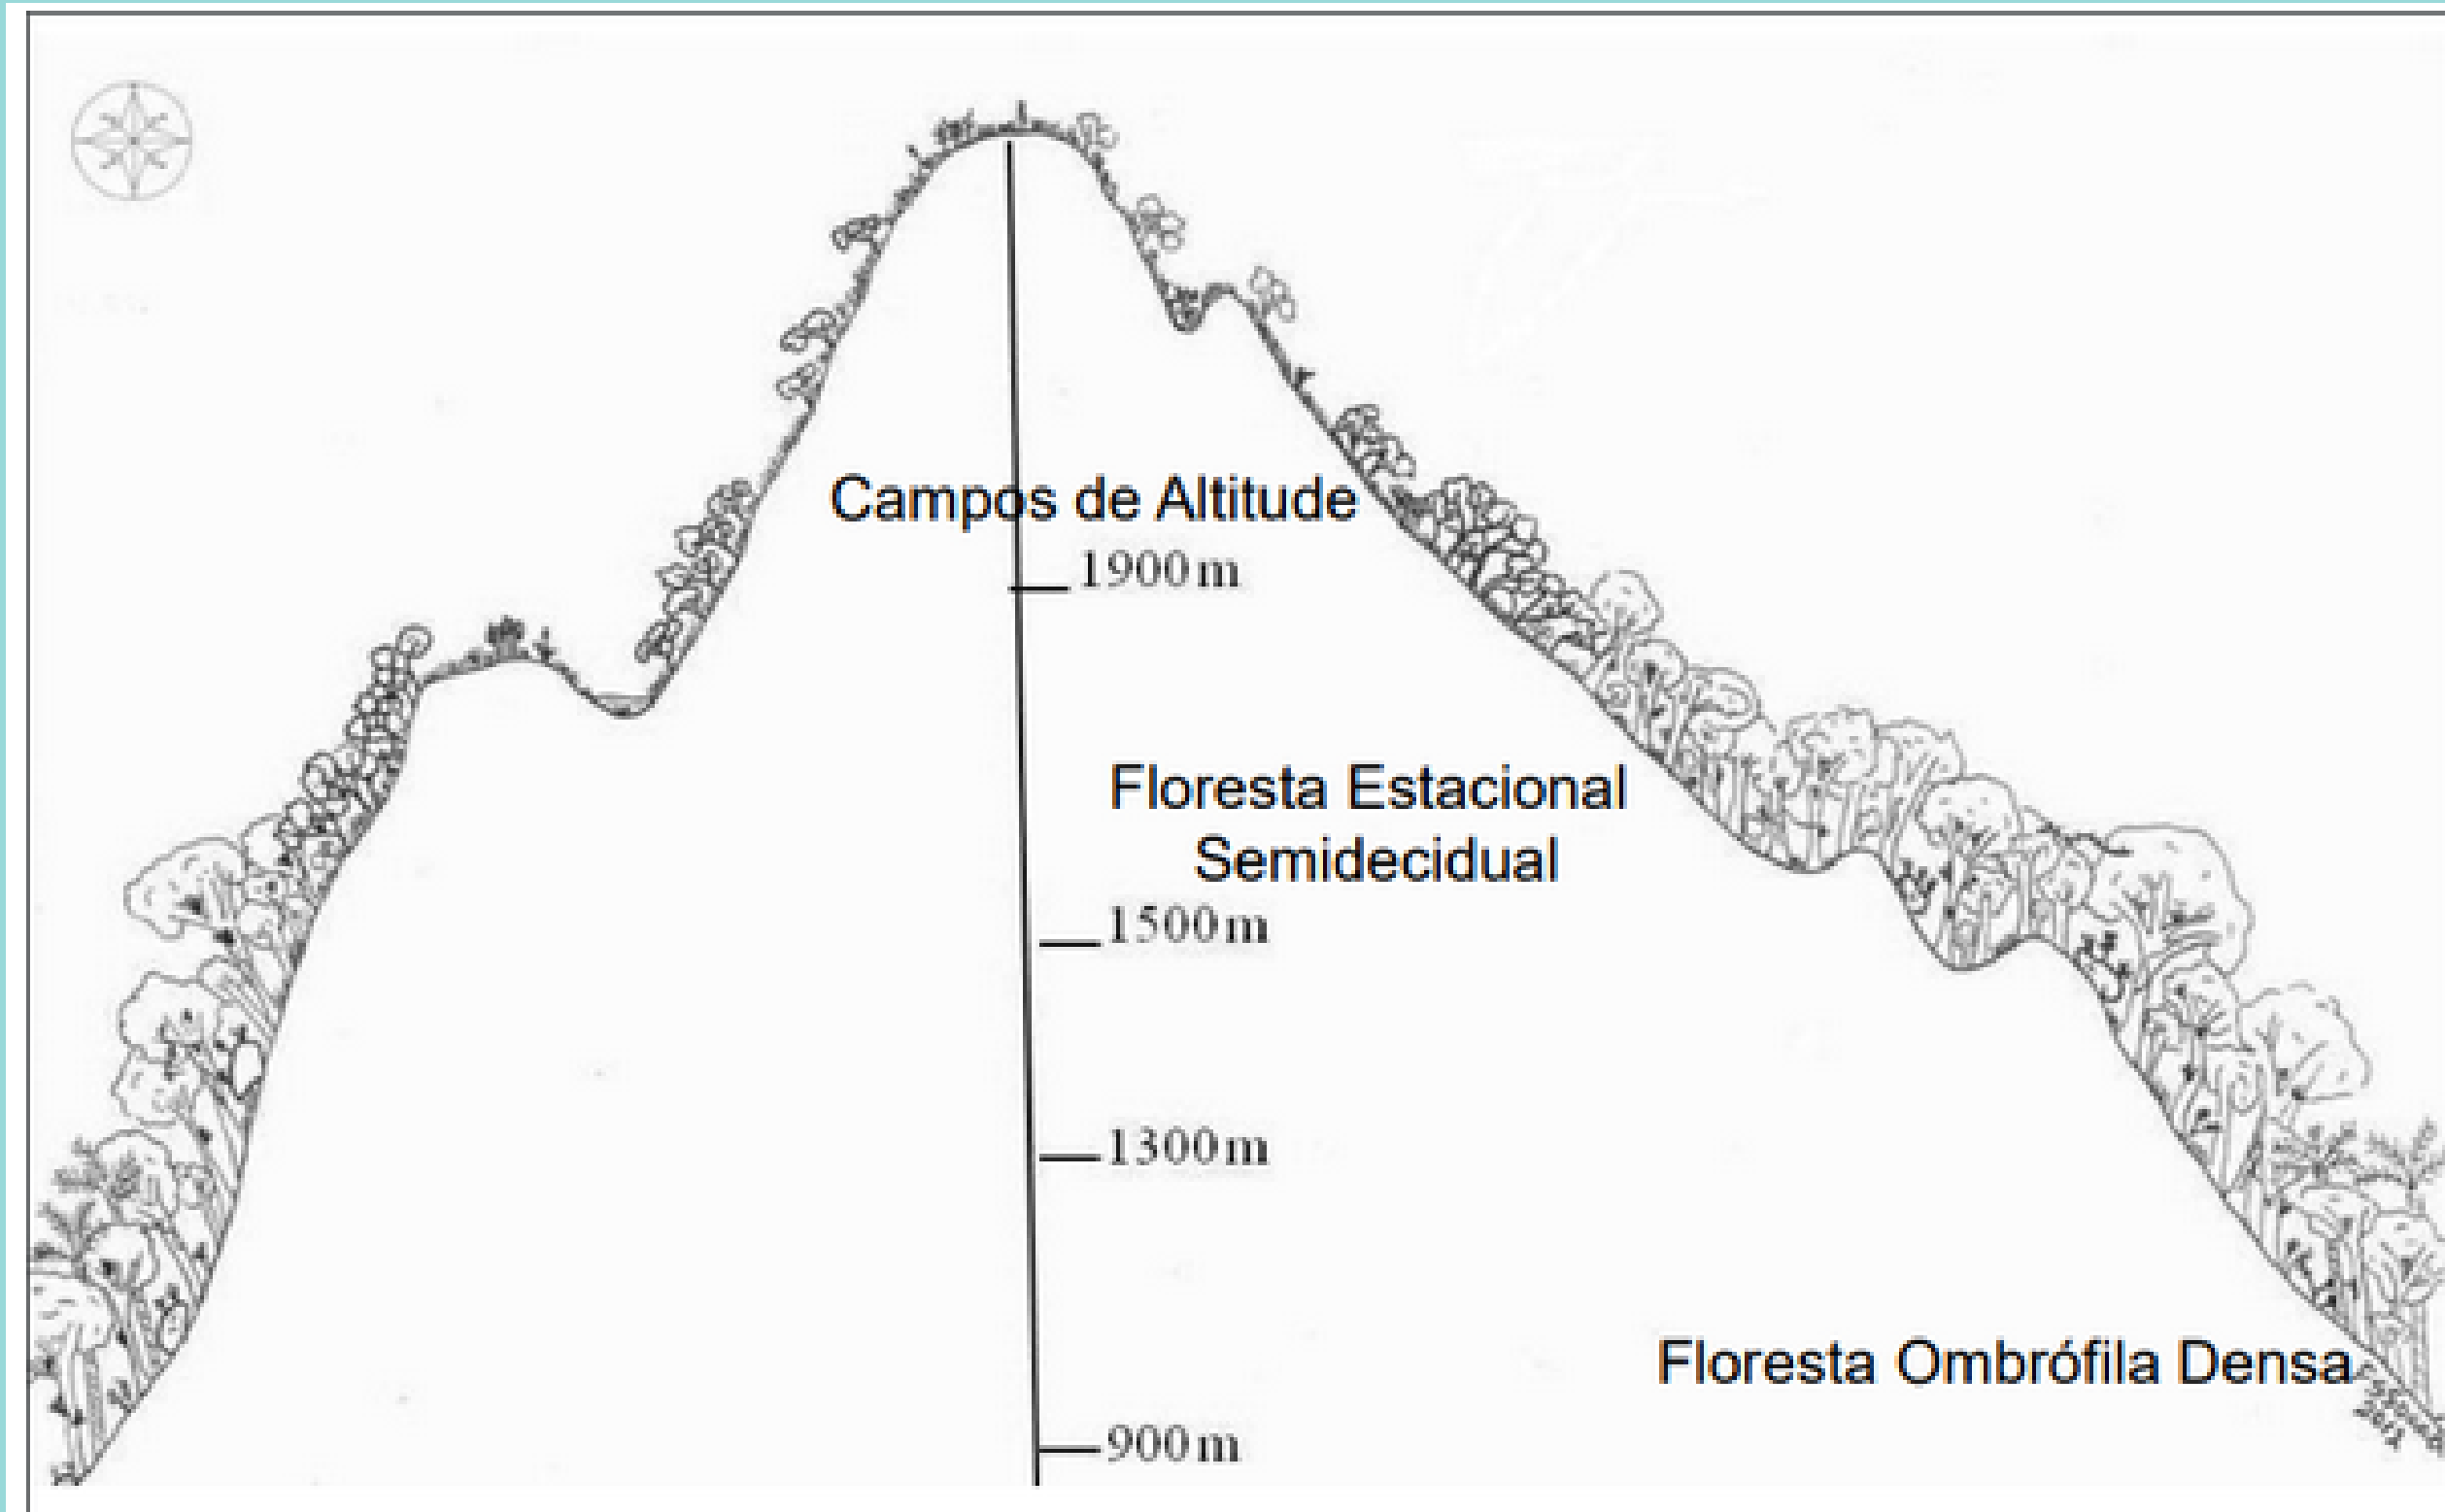 Campos de Altitude
1900m
Floresta Estacional
Semidecidual
1500m
1300m
Floresta Ombrófila Densa
900m